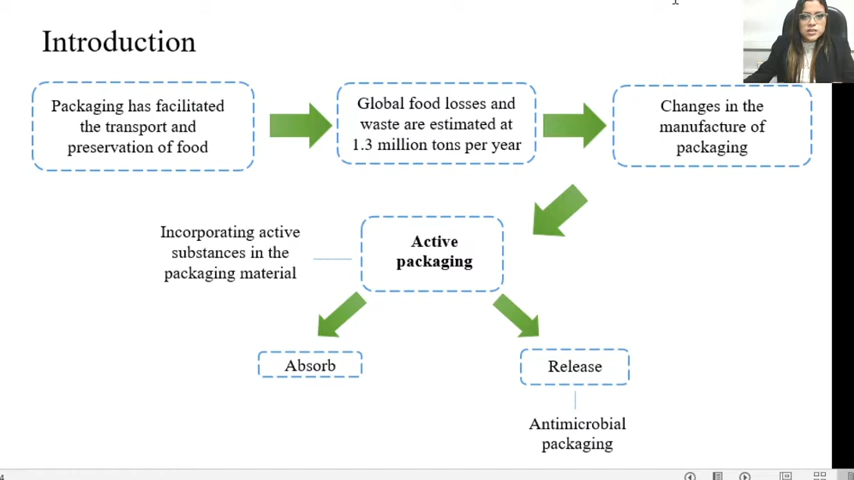 Introduction
Packaging has facilitated
the transport and
preservation of food
Global food losses and
waste are estimated at
1.3 million tons per year
Changes in the
manufacture of
packaging
Incorporating active
substances in the
packaging material
Active
packaging
Absorb
Release
Antimicrobial
packaging
4